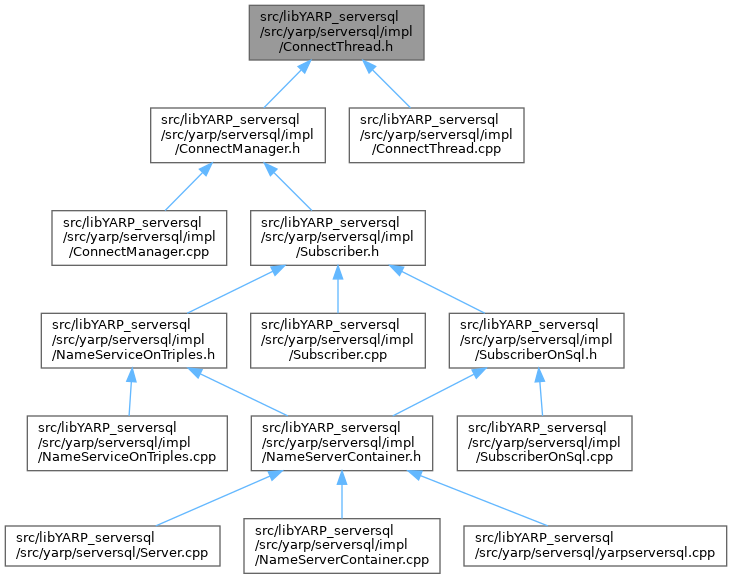 src/libYARP_serversql
/src/yarp/serversql/impl
/ConnectThread.h
src/libYARP_serversql
/src/yarp/serversql/impl
/ConnectManager.h
src/libYARP_serversql
/src/yarp/serversql/impl
/ConnectThread.cpp
src/libYARP_serversql
/src/yarp/serversql/impl
/ConnectManager.cpp
src/libYARP_serversql
/src/yarp/serversql/impl
/Subscriber.h
src/libYARP_serversql
/src/yarp/serversql/impl
/NameServiceOnTriples.h
src/libYARP_serversql
/src/yarp/serversql/impl
/Subscriber.cpp
src/libYARP_serversql
/src/yarp/serversql/impl
/SubscriberOnSql.h
src/libYARP_serversql
/src/yarp/serversql/impl
/NameServiceOnTriples.cpp
src/libYARP_serversql
/src/yarp/serversql/impl
/NameServerContainer.h
src/libYARP_serversql
/src/yarp/serversql/impl
/SubscriberOnSql.cpp
src/libYARP_serversql
/src/yarp/serversql/Server.cpp
src/libYARP_serversql
/src/yarp/serversql/impl
/NameServerContainer.cpp
src/libYARP_serversql
/src/yarp/serversql/yarpserversql.cpp